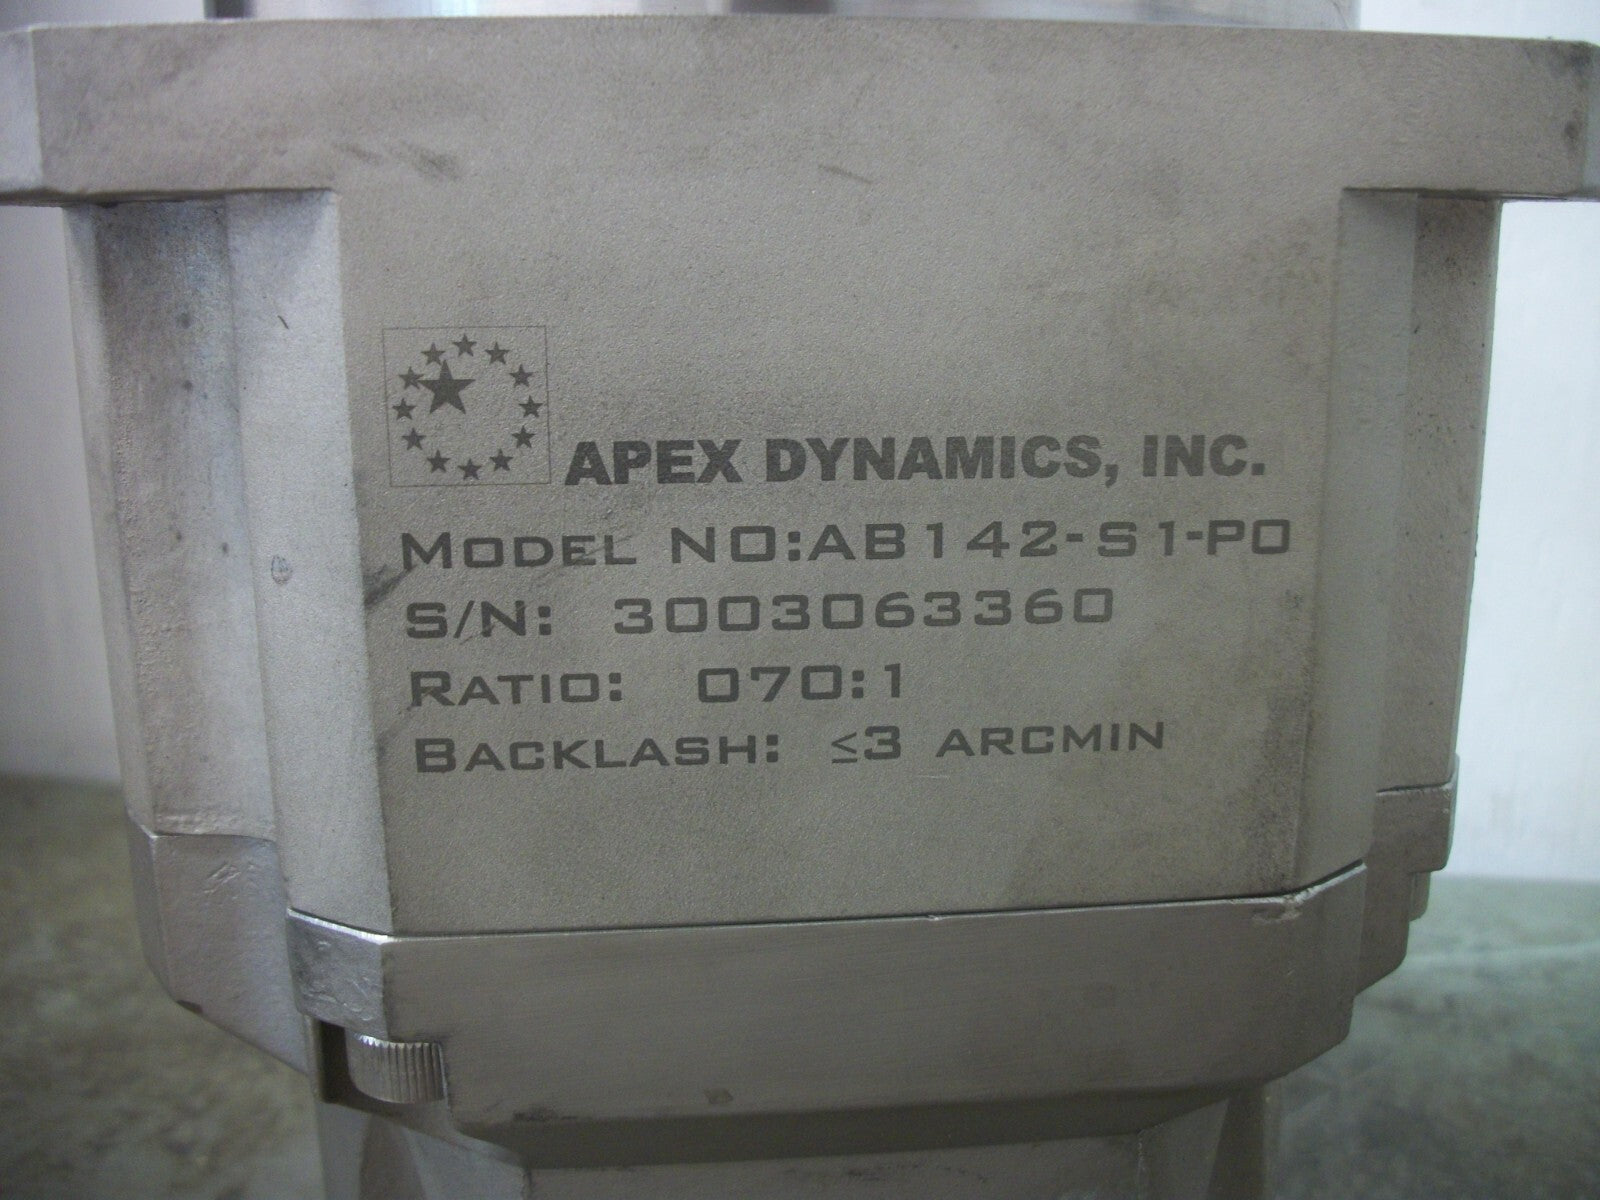 APEX DYNAMICS, INC.
MODEL NO:AB142-S1-P0
S/N: 3003063360
RATIO: 070:1
BACKLASH: ≤3 ARCMIN